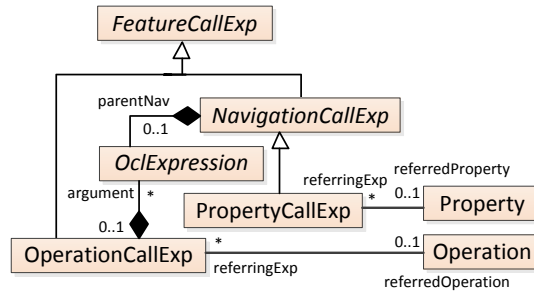 FeatureCallExp
parentNav
NavigationCallExp
0..1
OclExpression
argument
*
referringExp
referredProperty
*
0..1
PropertyCallExp
Property
0..1
*
0..1
OperationCallExp
Operation
referringExp
referredOperation